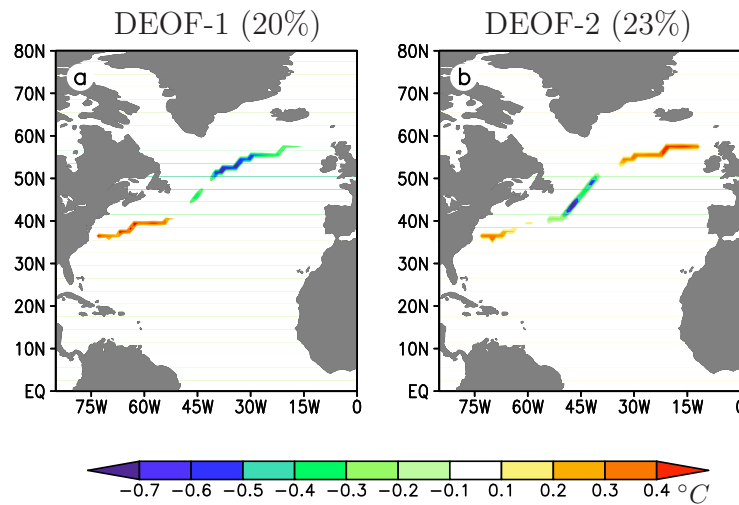 DEOF-1 (20%) DEOF-2 (23%)
80N 80N
a b
70N 70N
60N 60N
50N 50N
40N 40N
30N 30N
20N 20N
10N 10N
EQ EQ
75W 60W 45W 30W 15W 0 75W 60W 45W 30W 15W 0
−0.7 −0.6 −0.5 −0.4 −0.3 −0.2 −0.1 0.1 0.2 0.3 0.4 °C